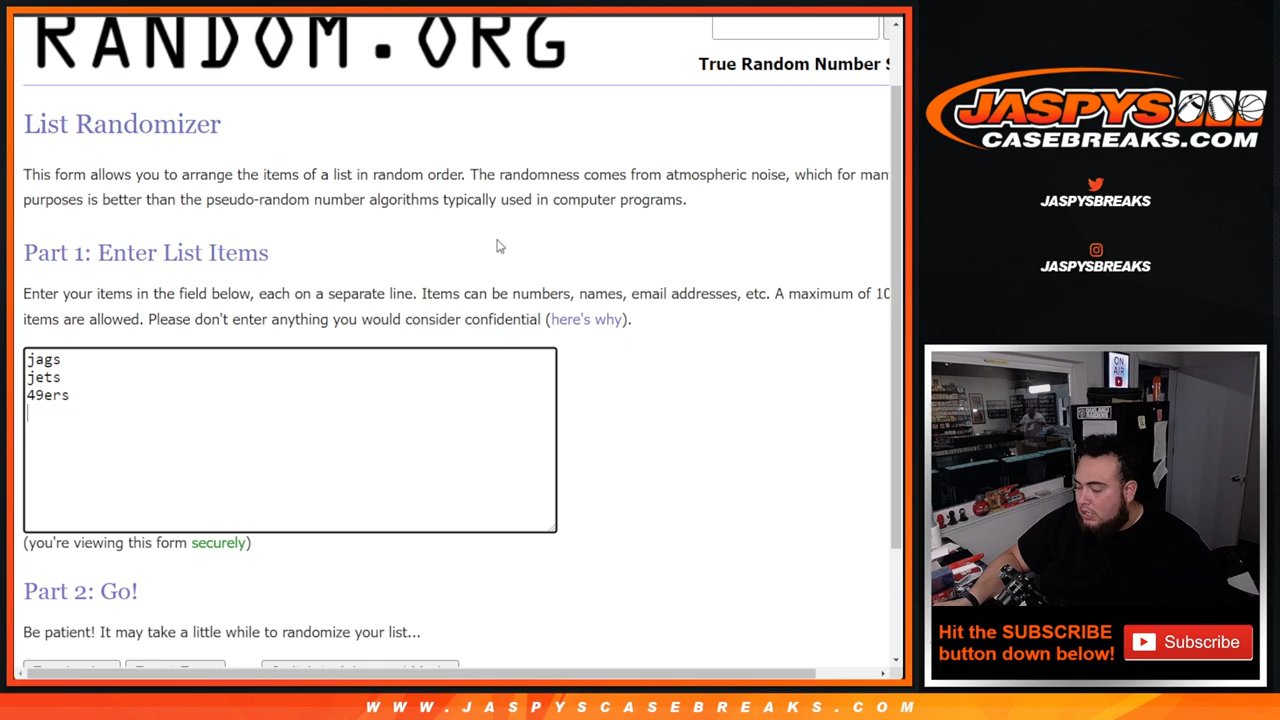 RANDOM.ORG
True Random Number S
List Randomizer
This form allows you to arrange the items of a list in random order. The randomness comes from atmospheric noise, which for man
purposes is better than the pseudo-random number algorithms typically used in computer programs.
Part 1: Enter List Items
Enter your items in the field below, each on a separate line. Items can be numbers, names, email addresses, etc. A maximum of 10
items are allowed. Please don't enter anything you would consider confidential (here's why).
jags
jets
49ers
(you're viewing this form securely)
Part 2: Go!
Be patient! It may take a little while to randomize your list...
JASPYS
CASEBREAKS.COM
JASPYSBREAKS
JASPYSBREAKS
ON
AIR
Hit the SUBSCRIBE
button down below!
Subscribe
WWW.JASPYSCASEBREAKS.COM